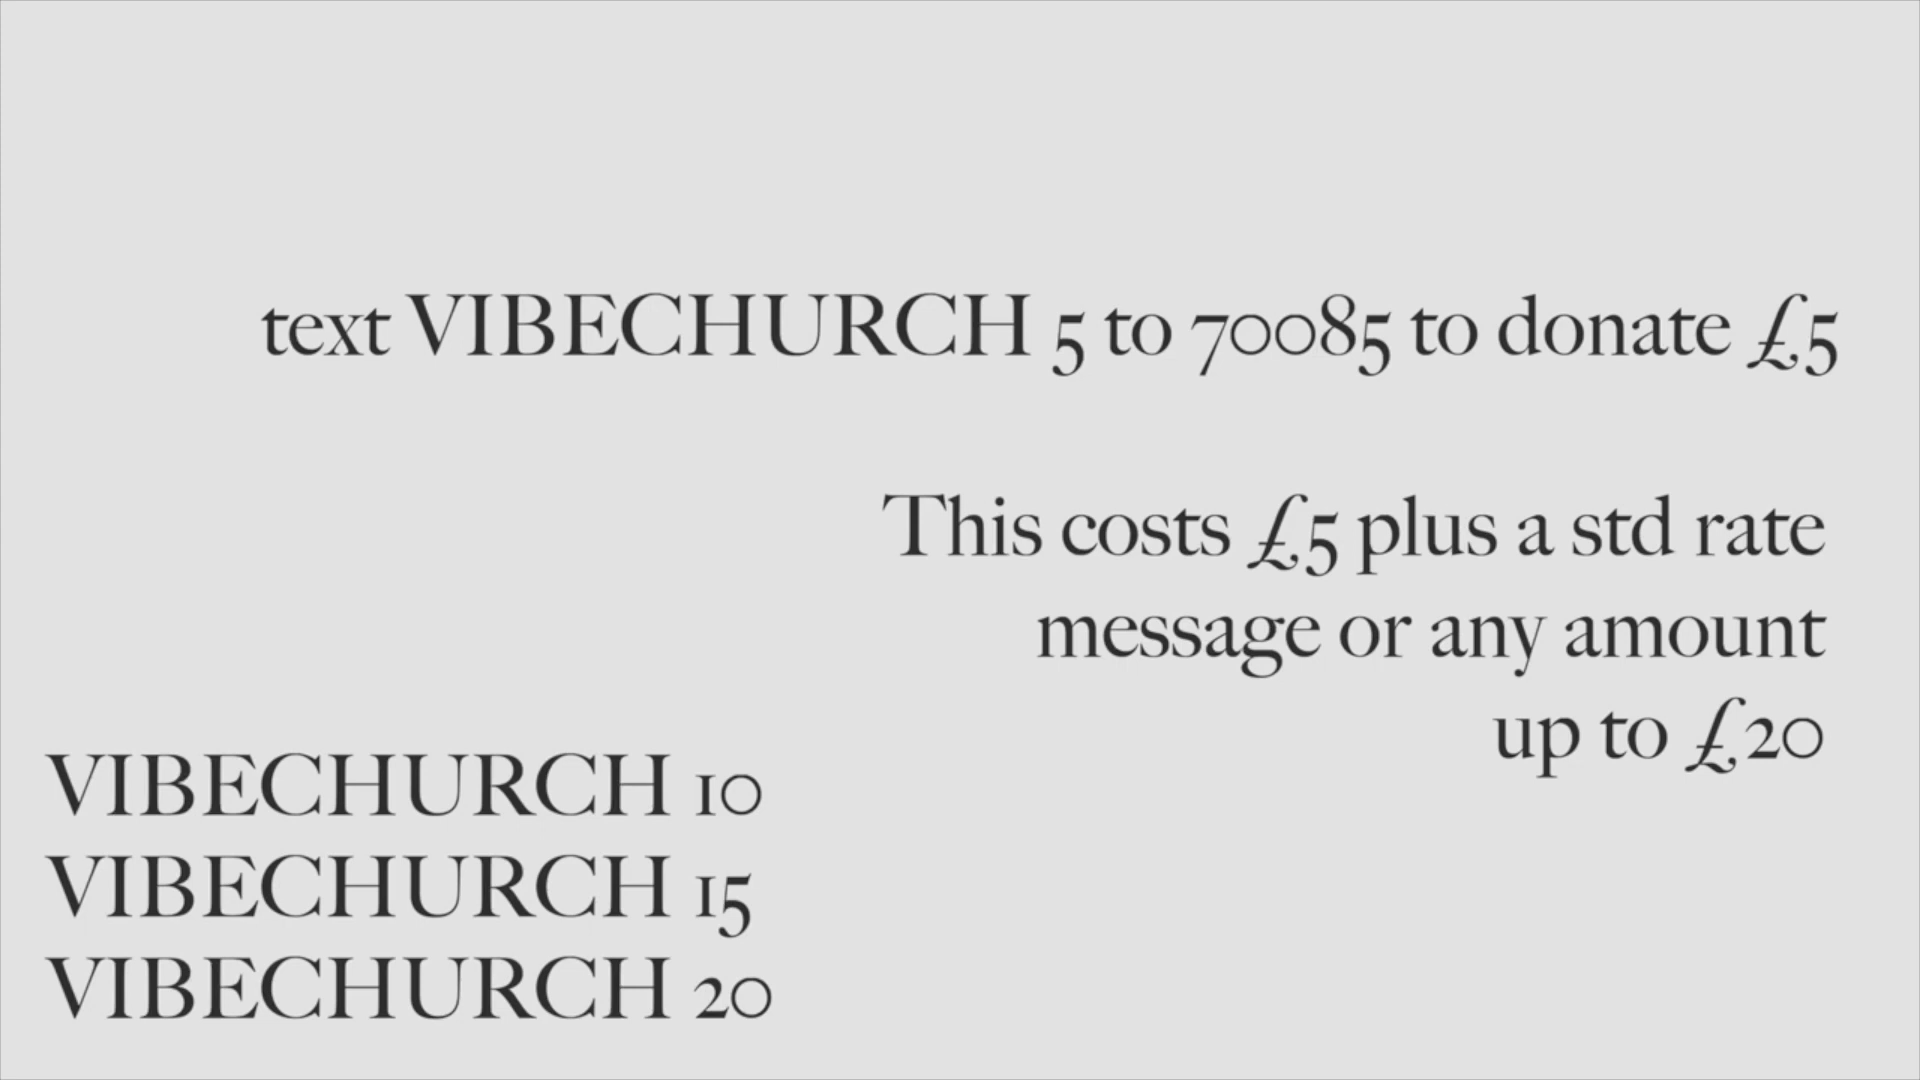 text VIBECHURCH 5 to 70085 to donate £5
This costs £5 plus a std rate
message or any amount
up to £20
VIBECHURCH 10
VIBECHURCH 15
VIBECHURCH 20